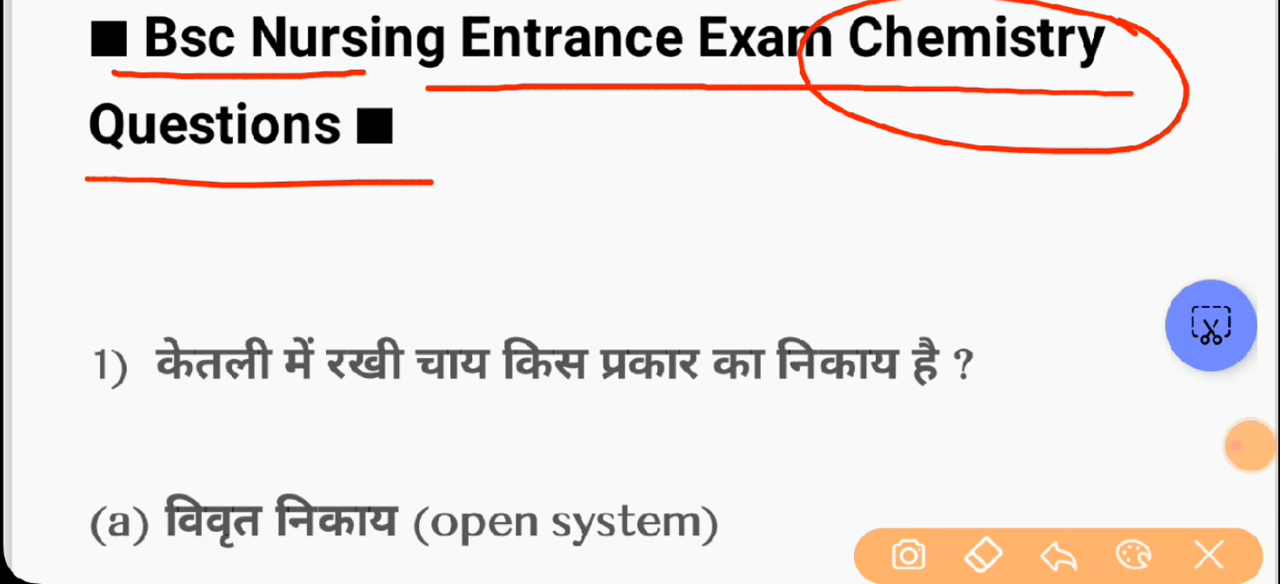 ■ Bsc Nursing Entrance Exam Chemistry
Questions ■
1) केतली में रखी चाय किस प्रकार का निकाय है ?
(a) विवृत निकाय (open system)